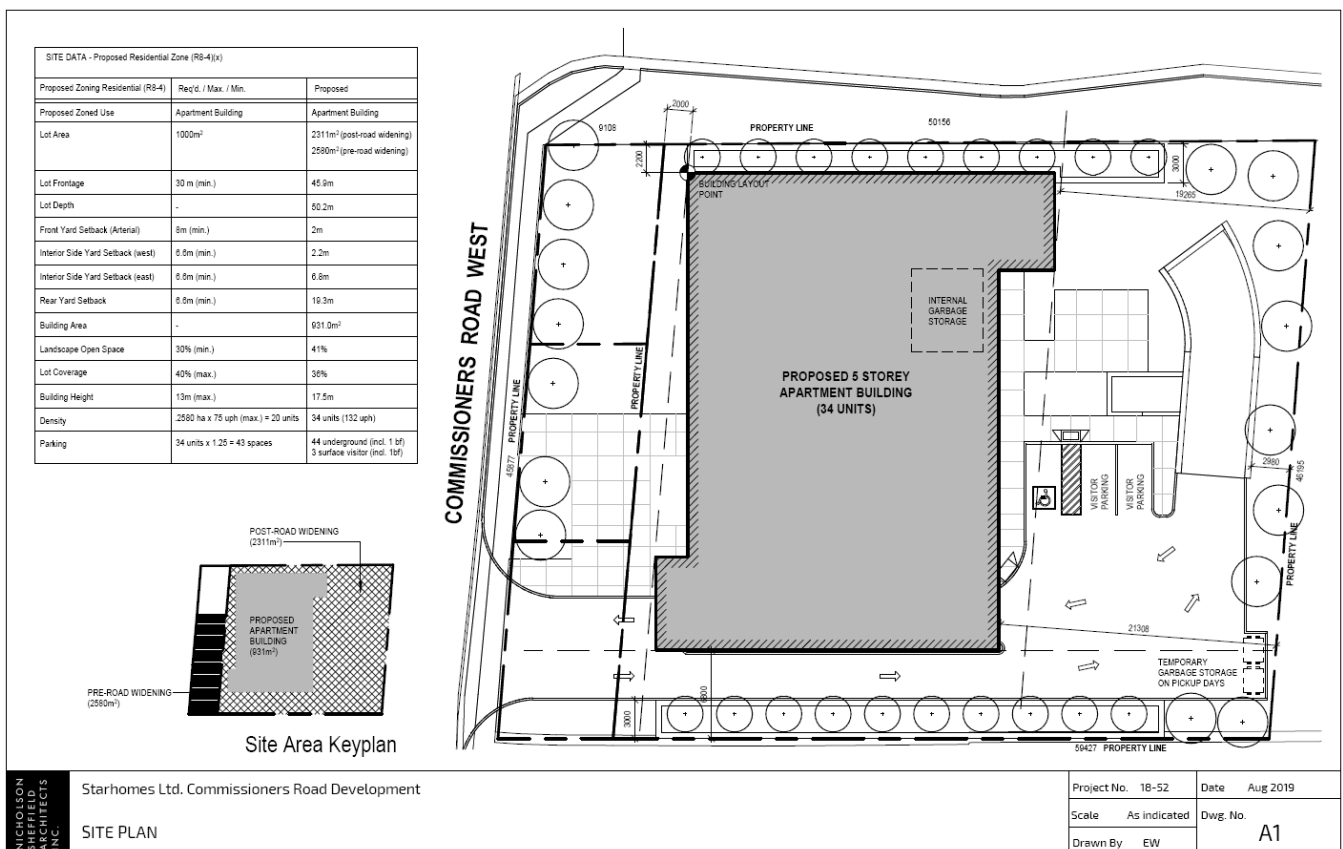 SITE DATA - Proposed Residential Zone (R8-4)(x)
Proposed Zoning Residential (R8-4) Req'd. / Max. / Min. Proposed
Proposed Zoned Use Apartment Building Apartment Building
Lot Area 1000m² 2311m² (post-road widening)
2580m² (pre-road widening)
Lot Frontage 30 m (min.) 45.9m
Lot Depth - 50.2m
Front Yard Setback (Arterial) 8m (min.) 2m
Interior Side Yard Setback (west) 6.6m (min.) 2.2m
Interior Side Yard Setback (east) 6.6m (min.) 6.8m
Rear Yard Setback 6.6m (min.) 19.3m
Building Area - 931.0m²
Landscape Open Space 30% (min.) 41%
Lot Coverage 40% (max.) 36%
Building Height 13m (max.) 17.5m
Density .2580 ha x 75 uph (max.) = 20 units 34 units (132 uph)
Parking 34 units x 1.25 = 43 spaces 44 underground (incl. 1 bf)
3 surface visitor (incl. 1bf)
POST-ROAD WIDENING
(2311m²)
PROPOSED
APARTMENT
BUILDING
(931m²)
PRE-ROAD WIDENING
(2580m²)
Site Area Keyplan
COMMISSIONERS ROAD WEST
2000
9108
PROPERTY LINE
50156
2200
3000
BUILDING LAYOUT
POINT
19265
INTERNAL
GARBAGE
STORAGE
PROPOSED 5 STOREY
APARTMENT BUILDING
(34 UNITS)
PROPERTY LINE
PROPERTY LINE
45877
VISITOR
PARKING
VISITOR
PARKING
2980
46195
PROPERTY LINE
21308
TEMPORARY
GARBAGE STORAGE
ON PICKUP DAYS
6800
3000
59427 PROPERTY LINE
NICHOLSON
SHEFFIELD
ARCHITECTS
INC.
Starhomes Ltd. Commissioners Road Development
SITE PLAN
Project No. 18-52 Date Aug 2019
Scale As indicated Dwg. No.
A1
Drawn By EW